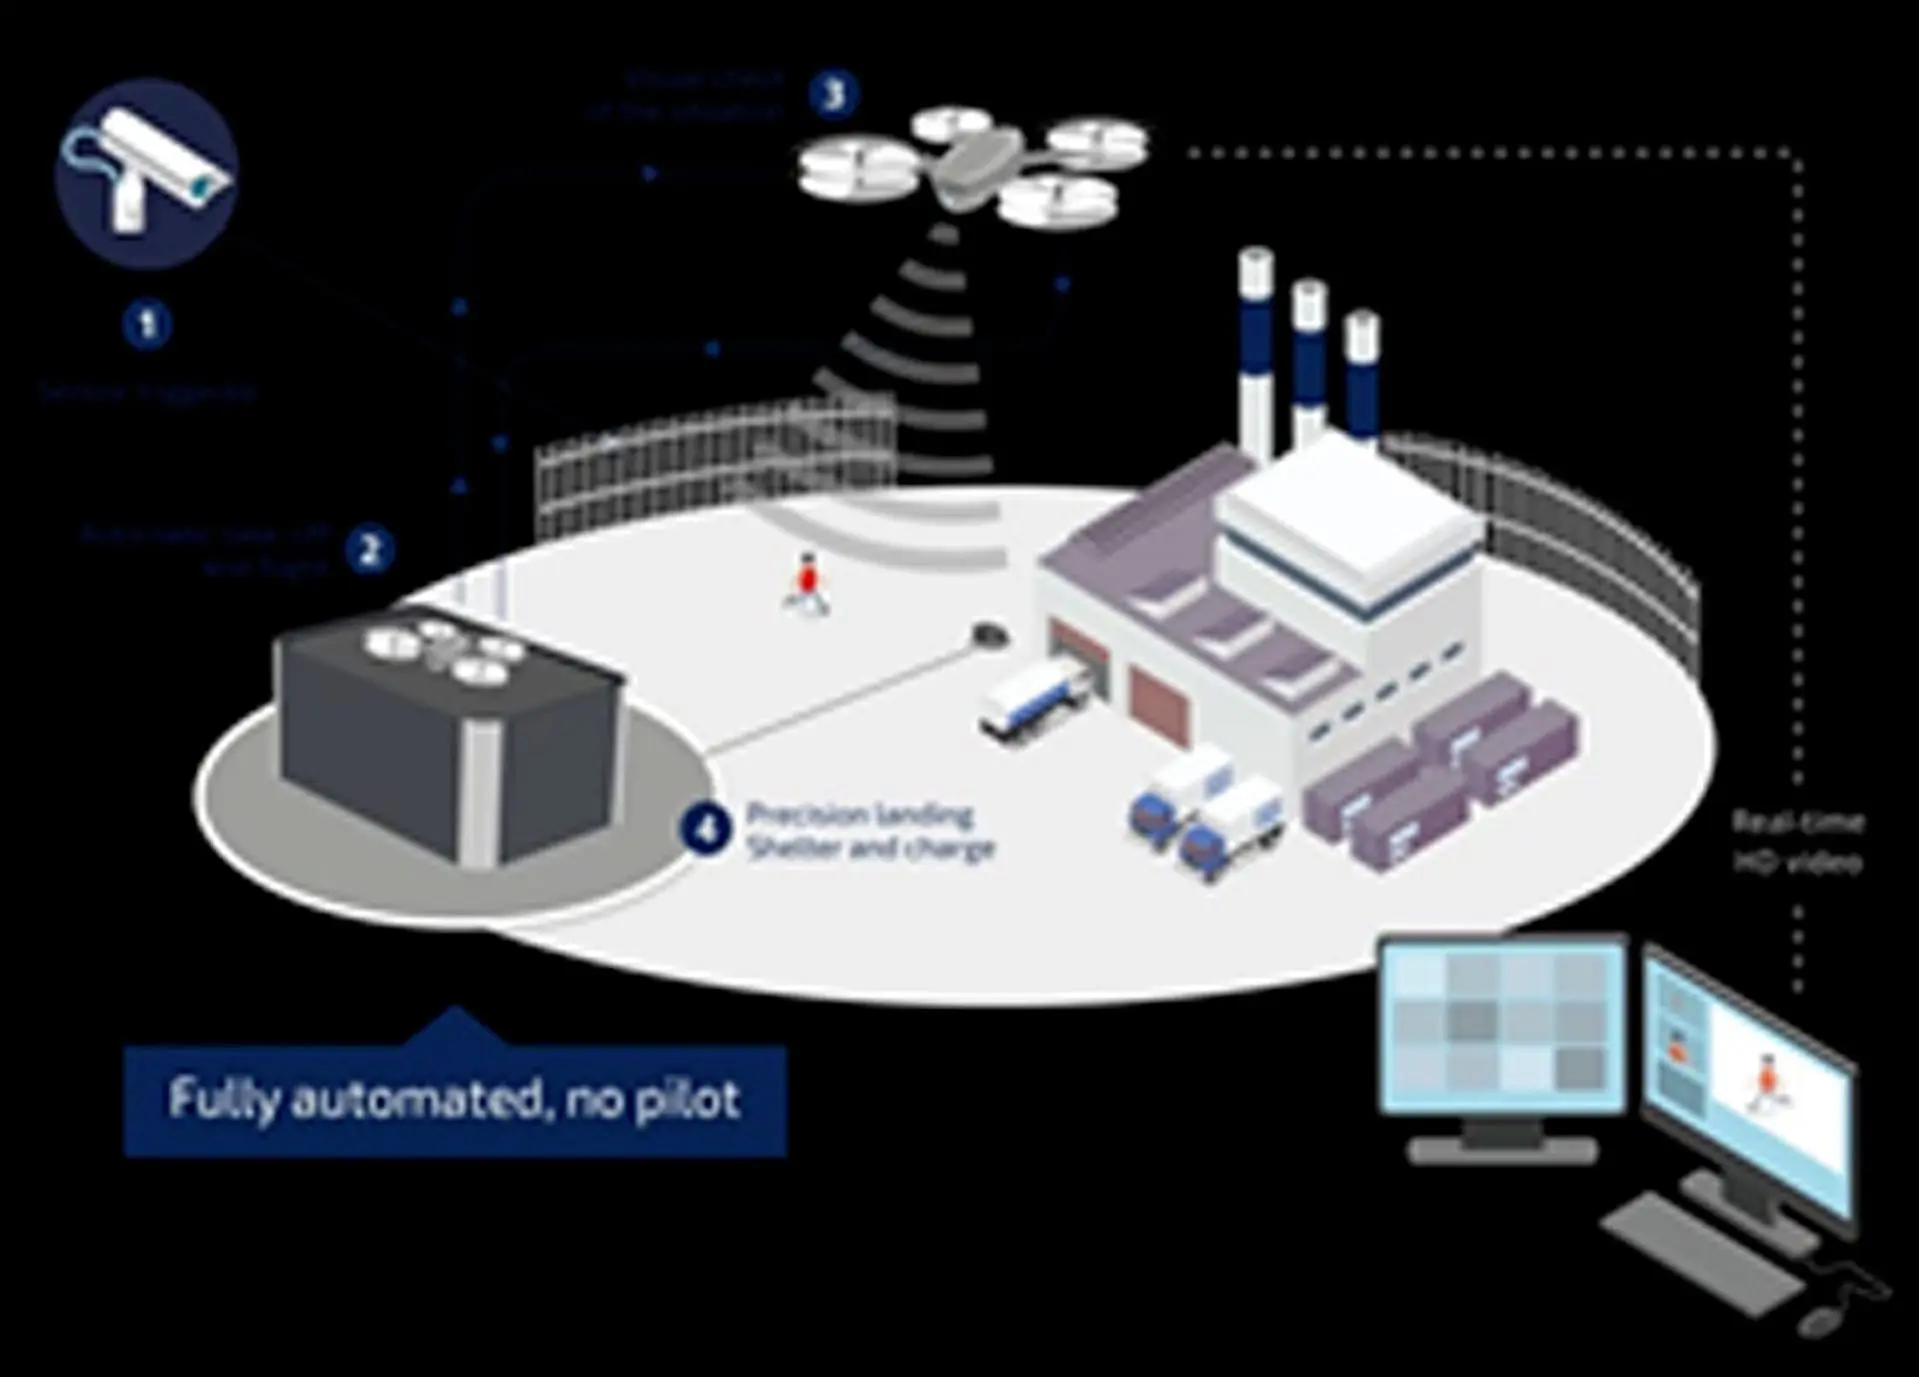 1
Sensor triggered
2
Automatic take-off
and flight
3
Visual check
of the situation
4
Precision landing
Shelter and charge
Real-time
HD video
Fully automated, no pilot